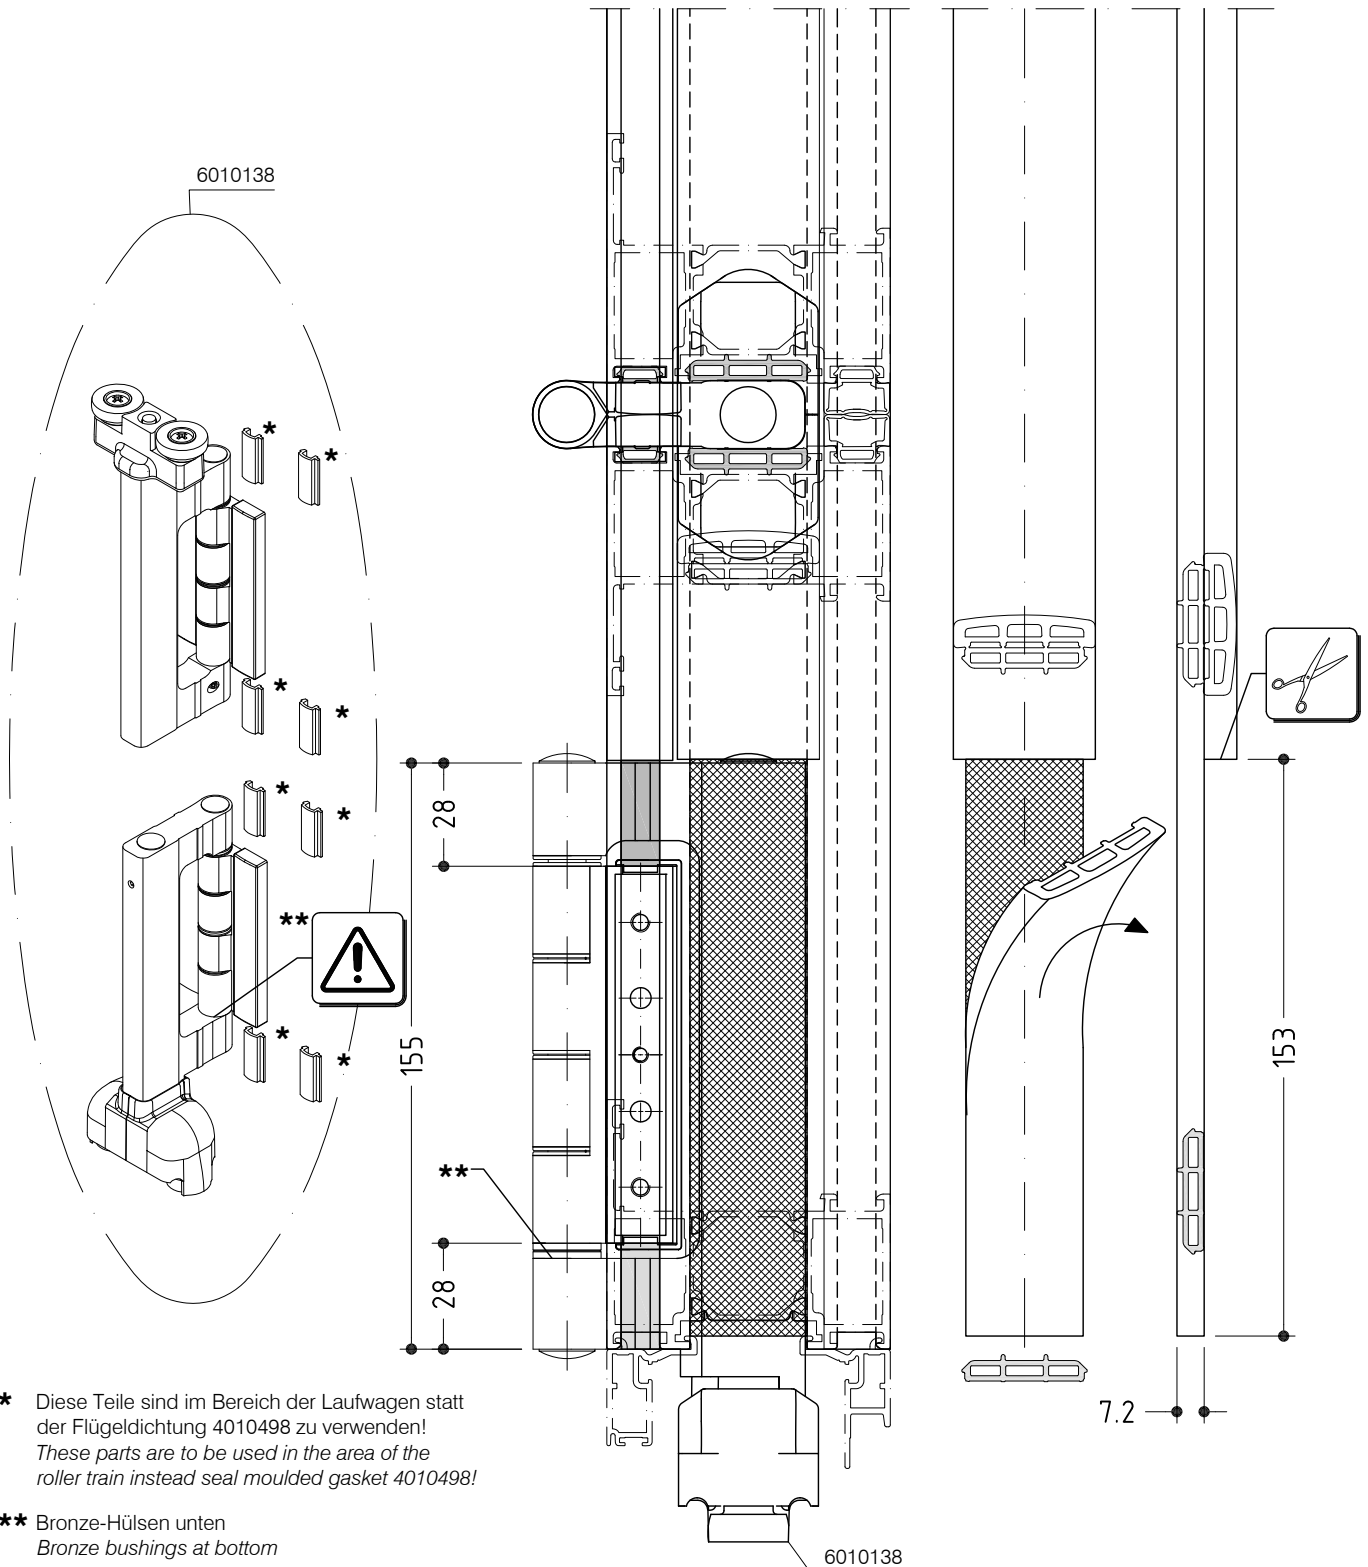 6010138
*
*
*
*
*
*
**
*
*
28
155
**
28
153
7.2
* Diese Teile sind im Bereich der Laufwagen statt
der Flügeldichtung 4010498 zu verwenden!
These parts are to be used in the area of the
roller train instead seal moulded gasket 4010498!
** Bronze-Hülsen unten
Bronze bushings at bottom
6010138